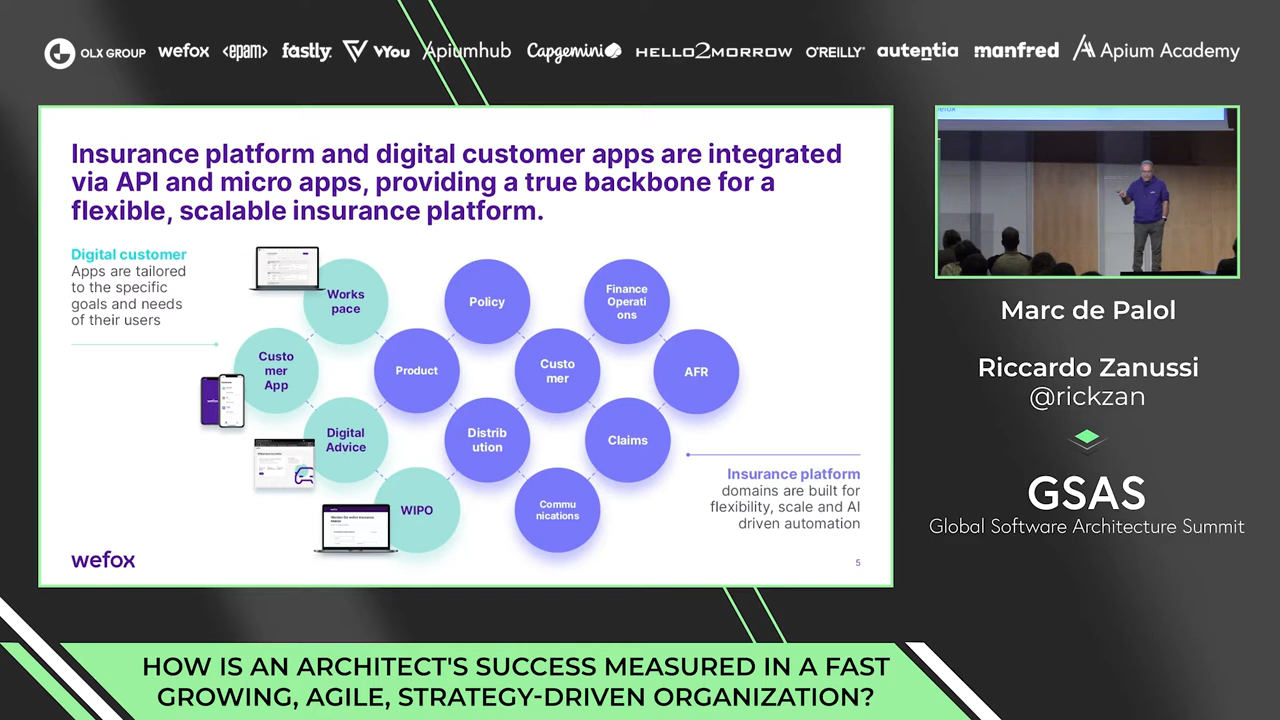 OLX GROUP wefox <epam> fastly. VYou Apiumhub Capgemini HELLO2MORROW O'REILLY® autentia manfred Apium Academy
Insurance platform and digital customer apps are integrated
via API and micro apps, providing a true backbone for a
flexible, scalable insurance platform.
Digital customer
Apps are tailored
to the specific
goals and needs
of their users
Works
pace
Policy
Finance
Operati
ons
Custo
mer
App
Product
Custo
mer
AFR
Digital
Advice
Distrib
ution
Claims
WIPO
Commu
nications
Insurance platform
domains are built for
flexibility, scale and AI
driven automation
wefox
5
Marc de Palol
Riccardo Zanussi
@rickzan
GSAS
Global Software Architecture Summit
HOW IS AN ARCHITECT'S SUCCESS MEASURED IN A FAST
GROWING, AGILE, STRATEGY-DRIVEN ORGANIZATION?